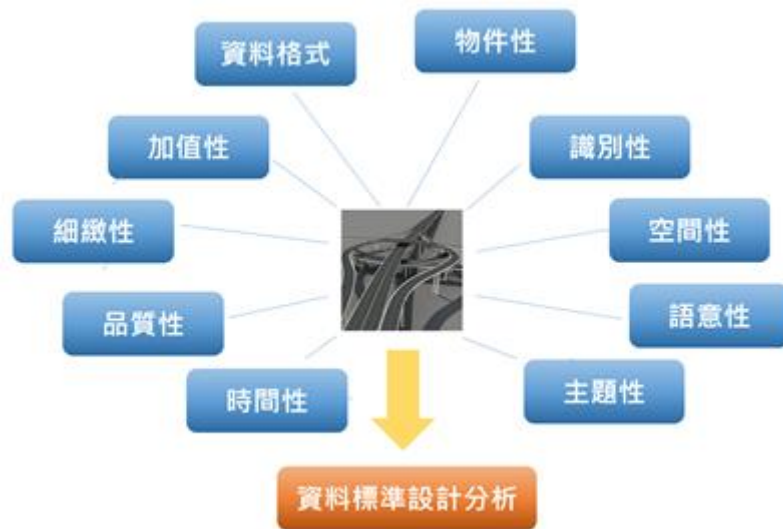 資料格式
物件性
加值性
識別性
細緻性
空間性
品質性
語意性
時間性
主題性
資料標準設計分析